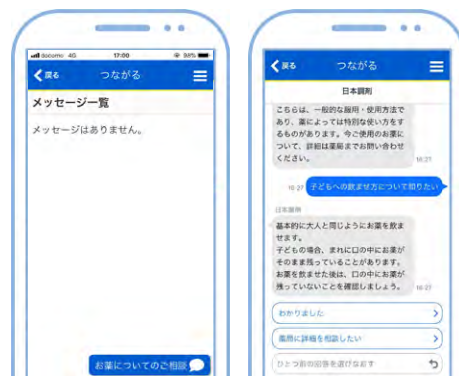 docomo 4G 17:00 98%
戻る つながる
メッセージ一覧
メッセージはありません。
お薬についてのご相談
戻る つながる
日本調剤
こちらは、一般的な服用・使用方法で
あり、薬によっては特別な使い方をす
るものがあります。今ご使用のお薬に
ついて、詳細は薬局までお問い合わせ
ください。
10:27
10:27 子どもへの飲ませ方について知りたい
日本調剤
基本的に大人と同じようにお薬を飲ま
せます。
子どもの場合、まれに口の中にお薬が
そのまま残っていることがあります。
お薬を飲ませた後は、口の中にお薬が
残っていないことを確認しましょう。
10:27
わかりました
薬局に詳細を相談したい
ひとつ前の回答を選びなおす